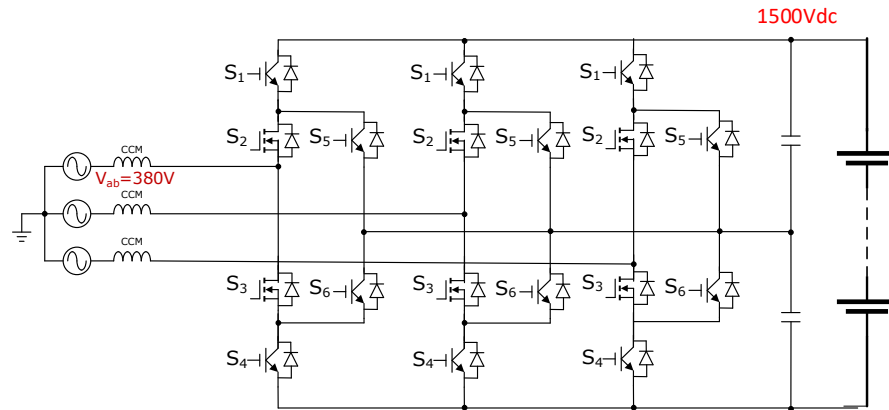 1500Vdc
S1 S1 S1
S2 S5 S2 S5 S2 S5
CCM
Vab=380V
CCM
CCM
S3 S6 S3 S6 S3 S6
S4 S4 S4